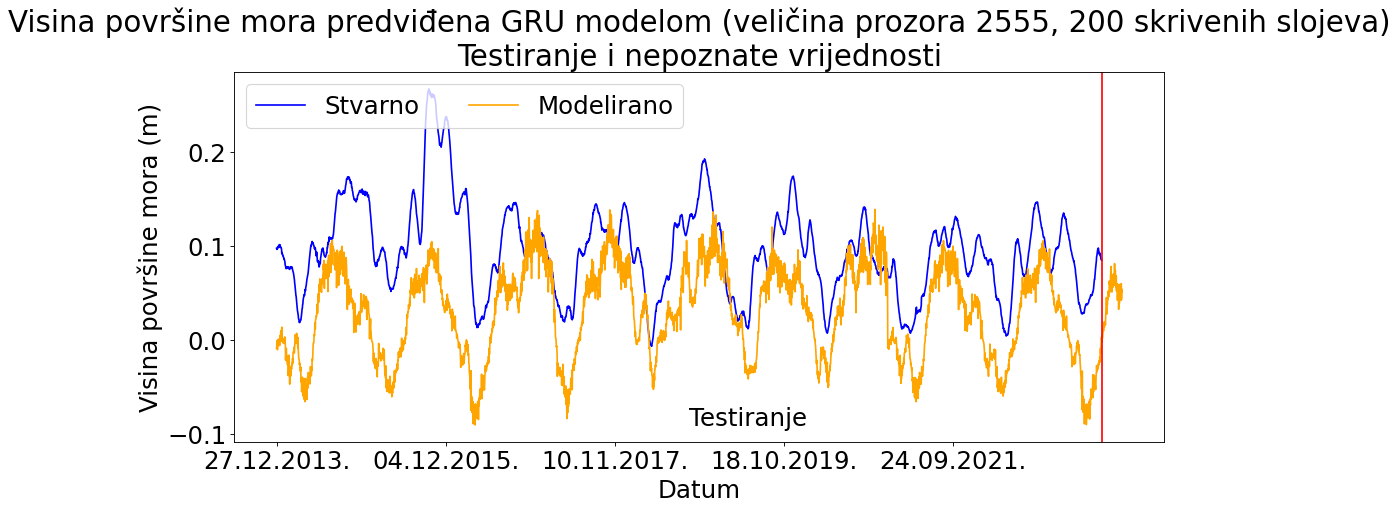 Visina površine mora predviđena GRU modelom (veličina prozora 2555, 200 skrivenih slojeva)
Testiranje i nepoznate vrijednosti
Stvarno
Modelirano
Visina površine mora (m)
0.2
0.1
0.0
−0.1
Testiranje
27.12.2013.
04.12.2015.
10.11.2017.
18.10.2019.
24.09.2021.
Datum